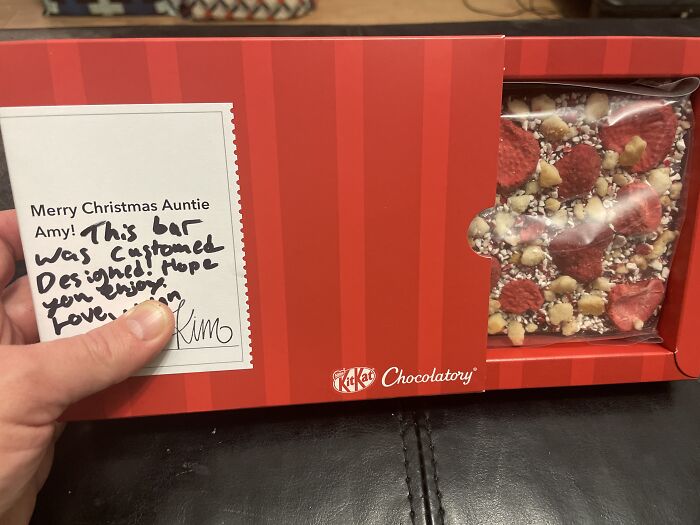 Merry Christmas Auntie
Amy! This bar
was Customed
Designed! Hope
you enjoy.
Love,
Kim
KitKat Chocolatory